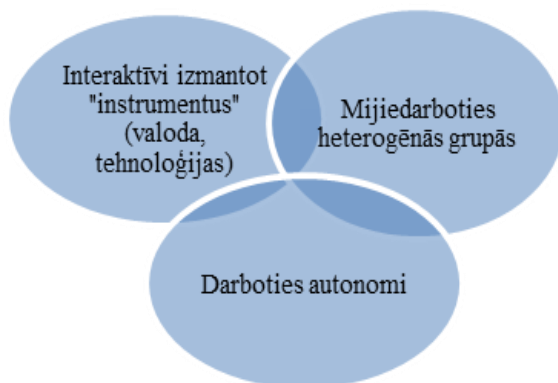 Interaktīvi izmantot
"instrumentus"
(valoda,
tehnoloģijas)
Mijiedarboties
heterogēnās grupās
Darboties autonomi